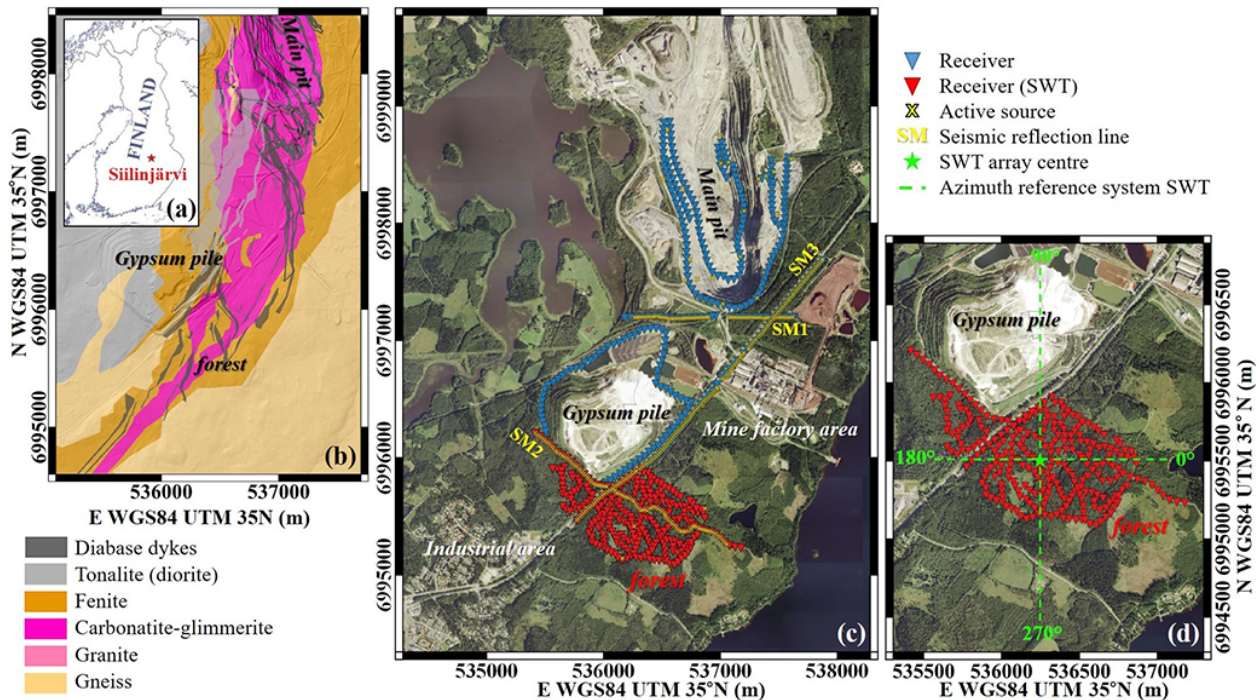 6998000
6997000
6996000
6995000
N WGS84 UTM 35°N (m)
FINLAND
Siilinjärvi
(a)
Main pit
Gypsum pile
forest
(b)
536000
537000
E WGS84 UTM 35N (m)
Diabase dykes
Tonalite (diorite)
Fenite
Carbonatite-glimmerite
Granite
Gneiss
6999000
6998000
6997000
6996000
6995000
Main pit
SM3
SM1
Gypsum pile
Mine factory area
SM2
Industrial area
forest
(c)
535000
536000
537000
538000
E WGS84 UTM 35°N (m)
Receiver
Receiver (SWT)
Active source
SM
Seismic reflection line
SWT array centre
Azimuth reference system SWT
90°
Gypsum pile
180°
0°
forest
270°
(d)
6996500
6996000
6995500
6995000
6994500
N WGS84 UTM 35°N (m)
535500
536000
536500
537000
E WGS84 UTM 35°N (m)